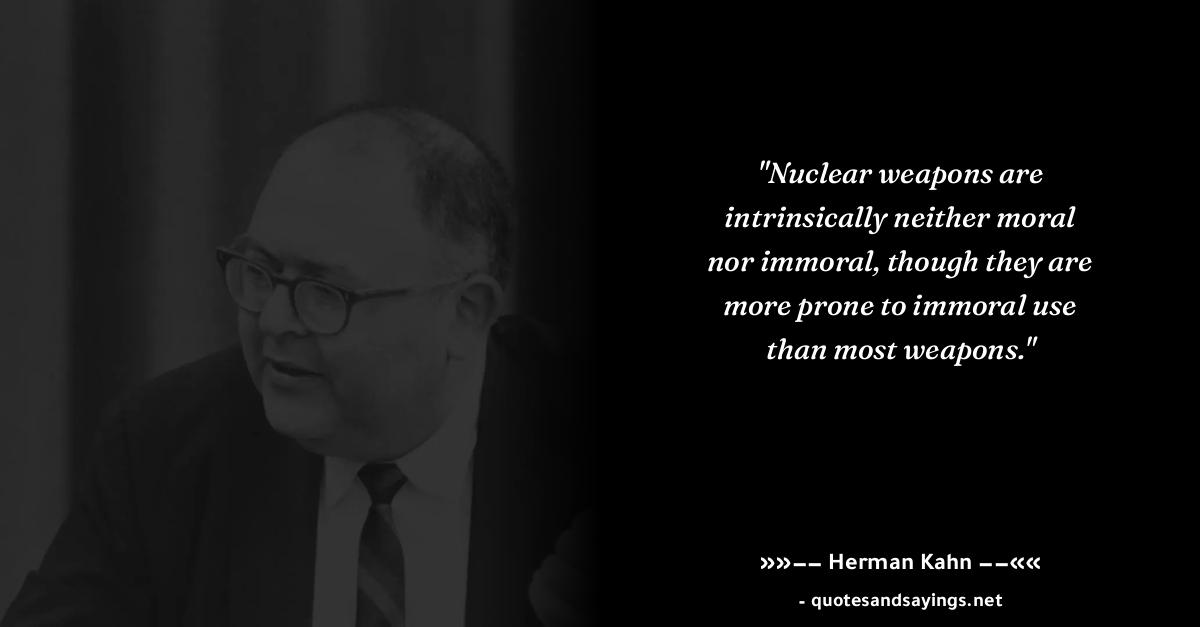 "Nuclear weapons are
intrinsically neither moral
nor immoral, though they are
more prone to immoral use
than most weapons."
»»−− Herman Kahn −−««
- quotesandsayings.net